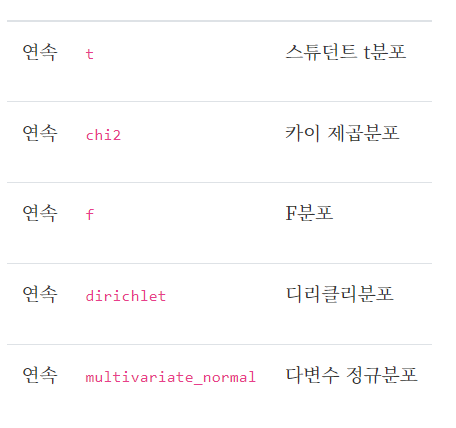 연속 t 스튜던트 t분포
연속 chi2 카이 제곱분포
연속 f F분포
연속 dirichlet 디리클리분포
연속 multivariate_normal 다변수 정규분포